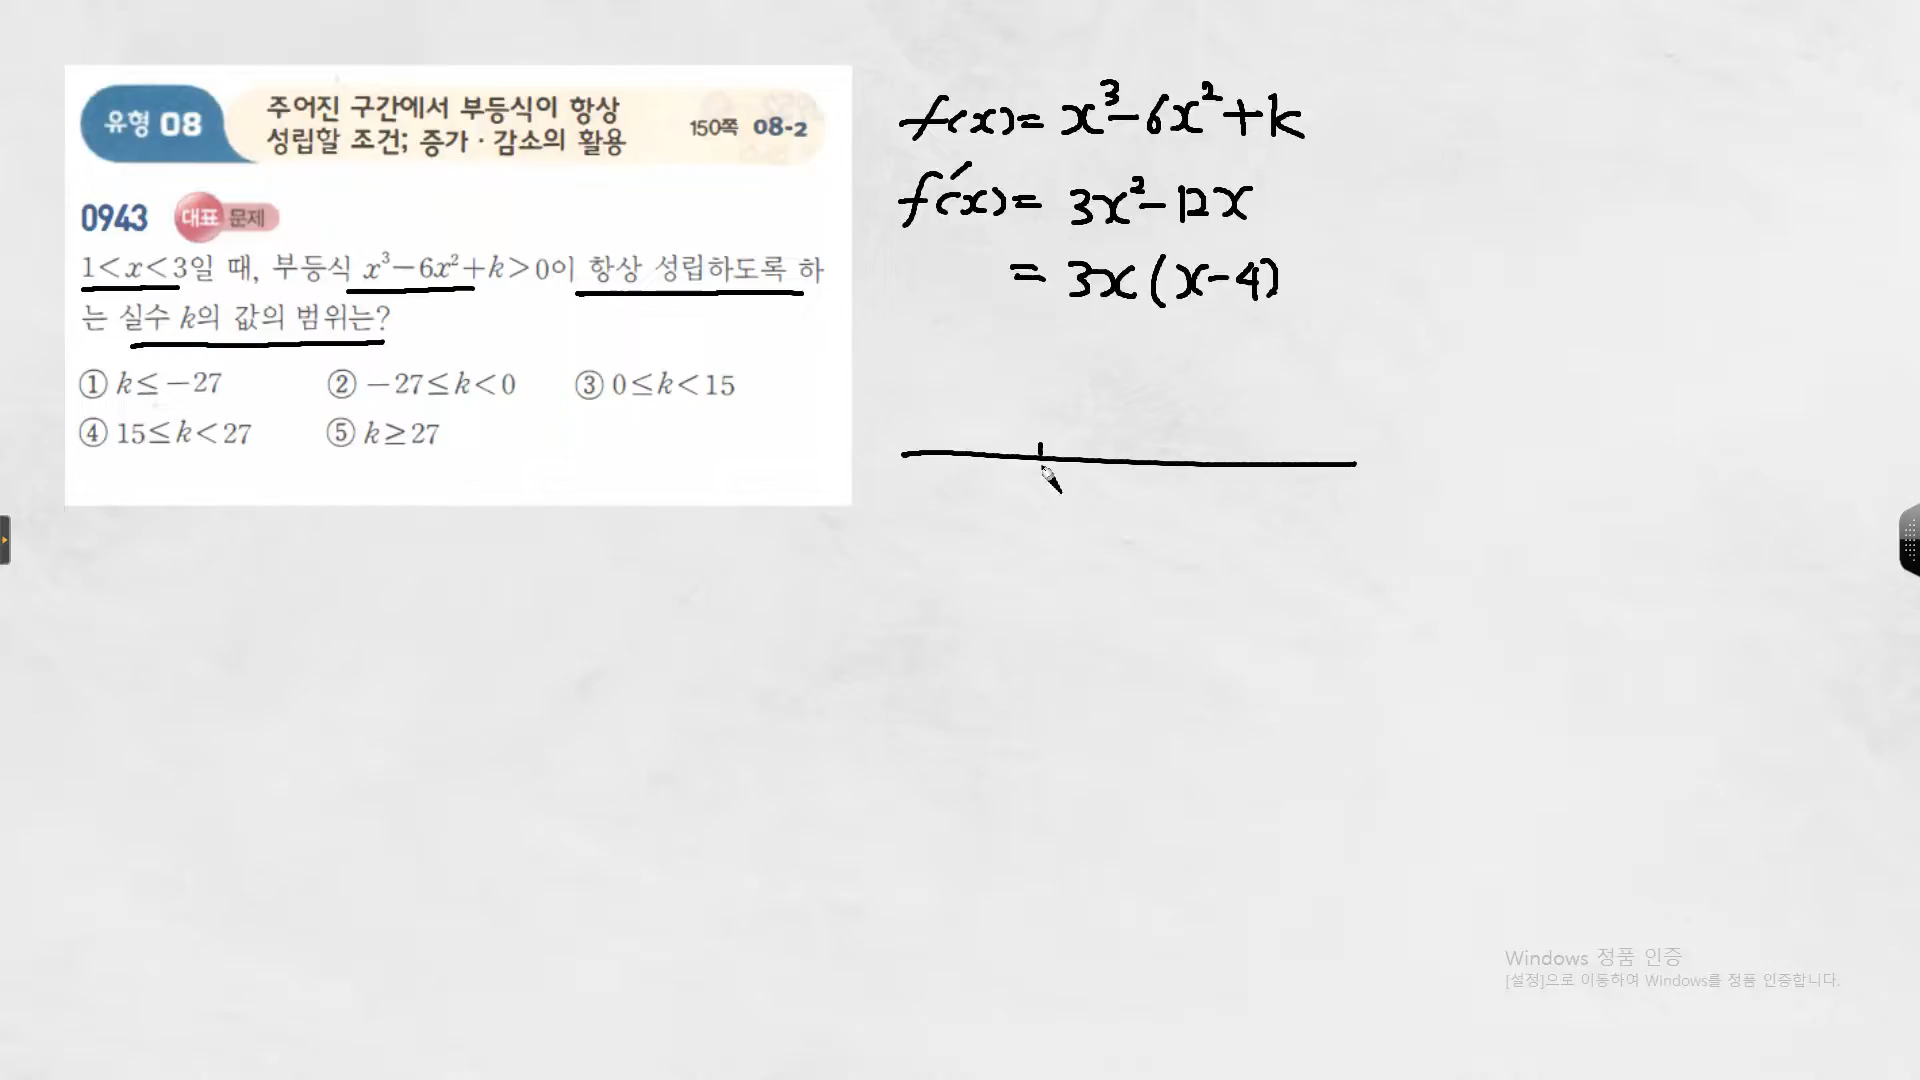 유형 08
주어진 구간에서 부등식이 항상
성립할 조건; 증가·감소의 활용
150쪽 08-2
0943 대표 문제
1<x<3일 때, 부등식 x³-6x²+k>0이 항상 성립하도록 하
는 실수 k의 값의 범위는?
① k≤-27 ② -27≤k<0 ③ 0≤k<15
④ 15≤k<27 ⑤ k≥27
f(x)= x³-6x²+k
f'(x)= 3x²-12x
= 3x(x-4)
Windows 정품 인증
[설정]으로 이동하여 Windows를 정품 인증합니다.